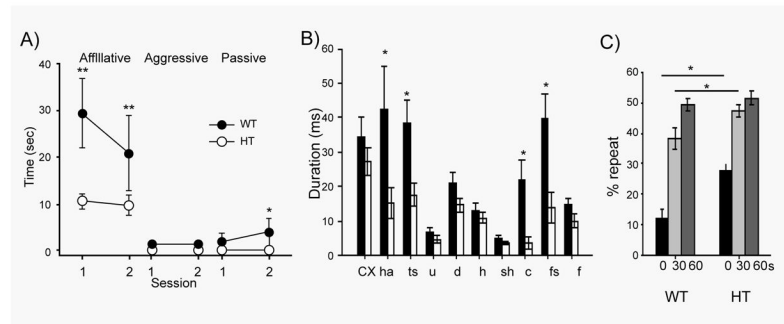 A)
Affilliative Aggressive Passive
** ** *
WT
HT
Time (sec)
40
30
20
10
0
1 2 1 2 1 2
Session
B)
* * * *
Duration (ms)
60
50
40
30
20
10
0
CX ha ts u d h sh c fs f
C)
*
*
% repeat
60
50
40
30
20
10
0
0 30 60 0 30 60s
WT HT